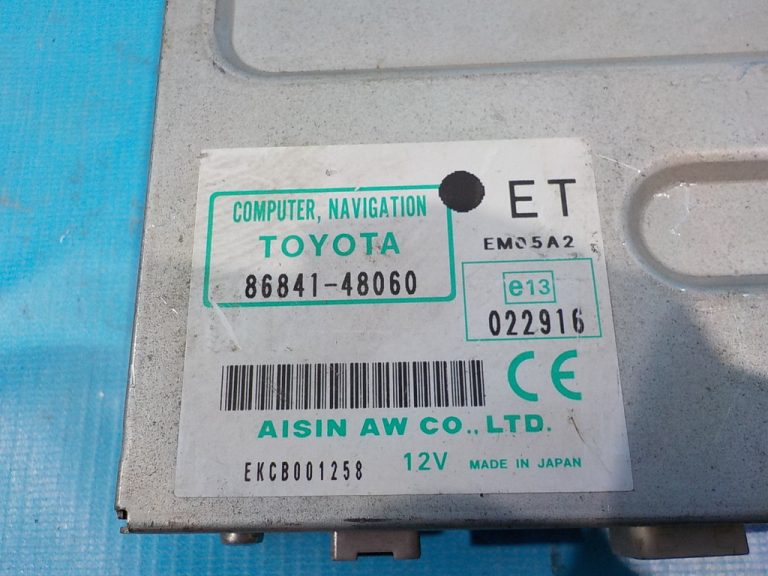 COMPUTER, NAVIGATION
TOYOTA
86841-48060
ET
EM05A2
e13
022916
CE
AISIN AW CO., LTD.
EKCB001258
12V
MADE IN JAPAN